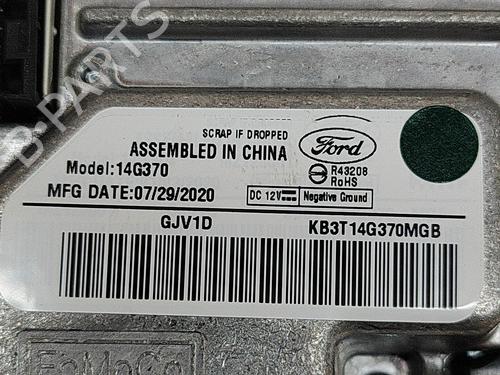 B-PARTS
SCRAP IF DROPPED
ASSEMBLED IN CHINA
Ford
Model:14G370
R43208
RoHS
MFG DATE:07/29/2020
DC 12V
Negative Ground
GJV1D
KB3T14G370MGB
FoMoCo